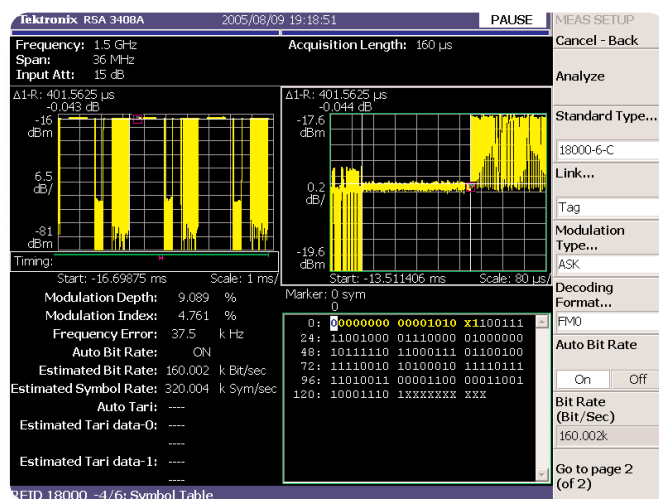 Tektronix RSA 3408A 2005/08/09 19:18:51 PAUSE MEAS SETUP
Cancel - Back
Frequency: 1.5 GHz Acquisition Length: 160 µs
Span: 36 MHz
Input Att: 15 dB
Analyze
Δ1-R: 401.5625 µs
-0.043 dB
-16
dBm
6.5
dB/
-81
dBm
Timing:
Start: -16.69875 ms Scale: 1 ms/
Δ1-R: 401.5625 µs
-0.044 dB
-17.6
dBm
0.2
dB/
-19.6
dBm
Start: -13.511406 ms Scale: 80 µs/
Standard Type...
18000-6-C
Link...
Tag
Modulation
Type...
ASK
Decoding
Format...
FM0
Auto Bit Rate
On Off
Bit Rate
(Bit/Sec)
160.002k
Go to page 2
(of 2)
Modulation Depth: 9.089 %
Modulation Index: 4.761 %
Frequency Error: 37.5 k Hz
Auto Bit Rate: ON
Estimated Bit Rate: 160.002 k Bit/sec
Estimated Symbol Rate: 320.004 k Sym/sec
Auto Tari: ----
Estimated Tari data-0: ----
----
Estimated Tari data-1: ----
----
Marker: 0 sym
0
0: 00000000 00001010 X1100111
24: 11001000 01110000 01000000
48: 10111110 11000111 01100100
72: 11110010 10100010 11110111
96: 11010011 00001100 00011001
120: 10001110 1XXXXXXX XXX
RFID 18000 -4/6: Symbol Table